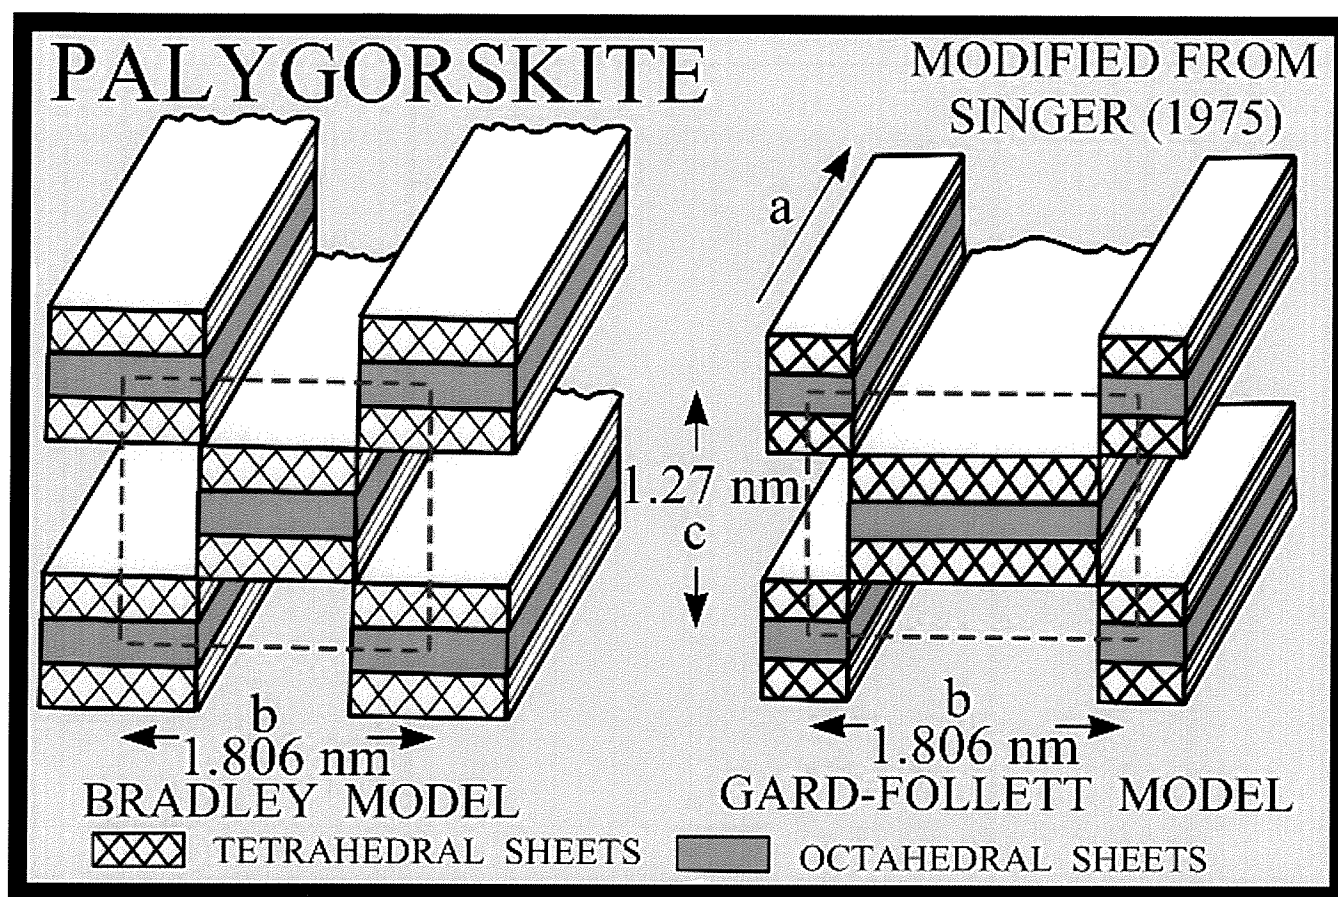 PALYGORSKITE
MODIFIED FROM
SINGER (1975)
a
1.27 nm
c
b
1.806 nm
BRADLEY MODEL
b
1.806 nm
GARD-FOLLETT MODEL
TETRAHEDRAL SHEETS
OCTAHEDRAL SHEETS